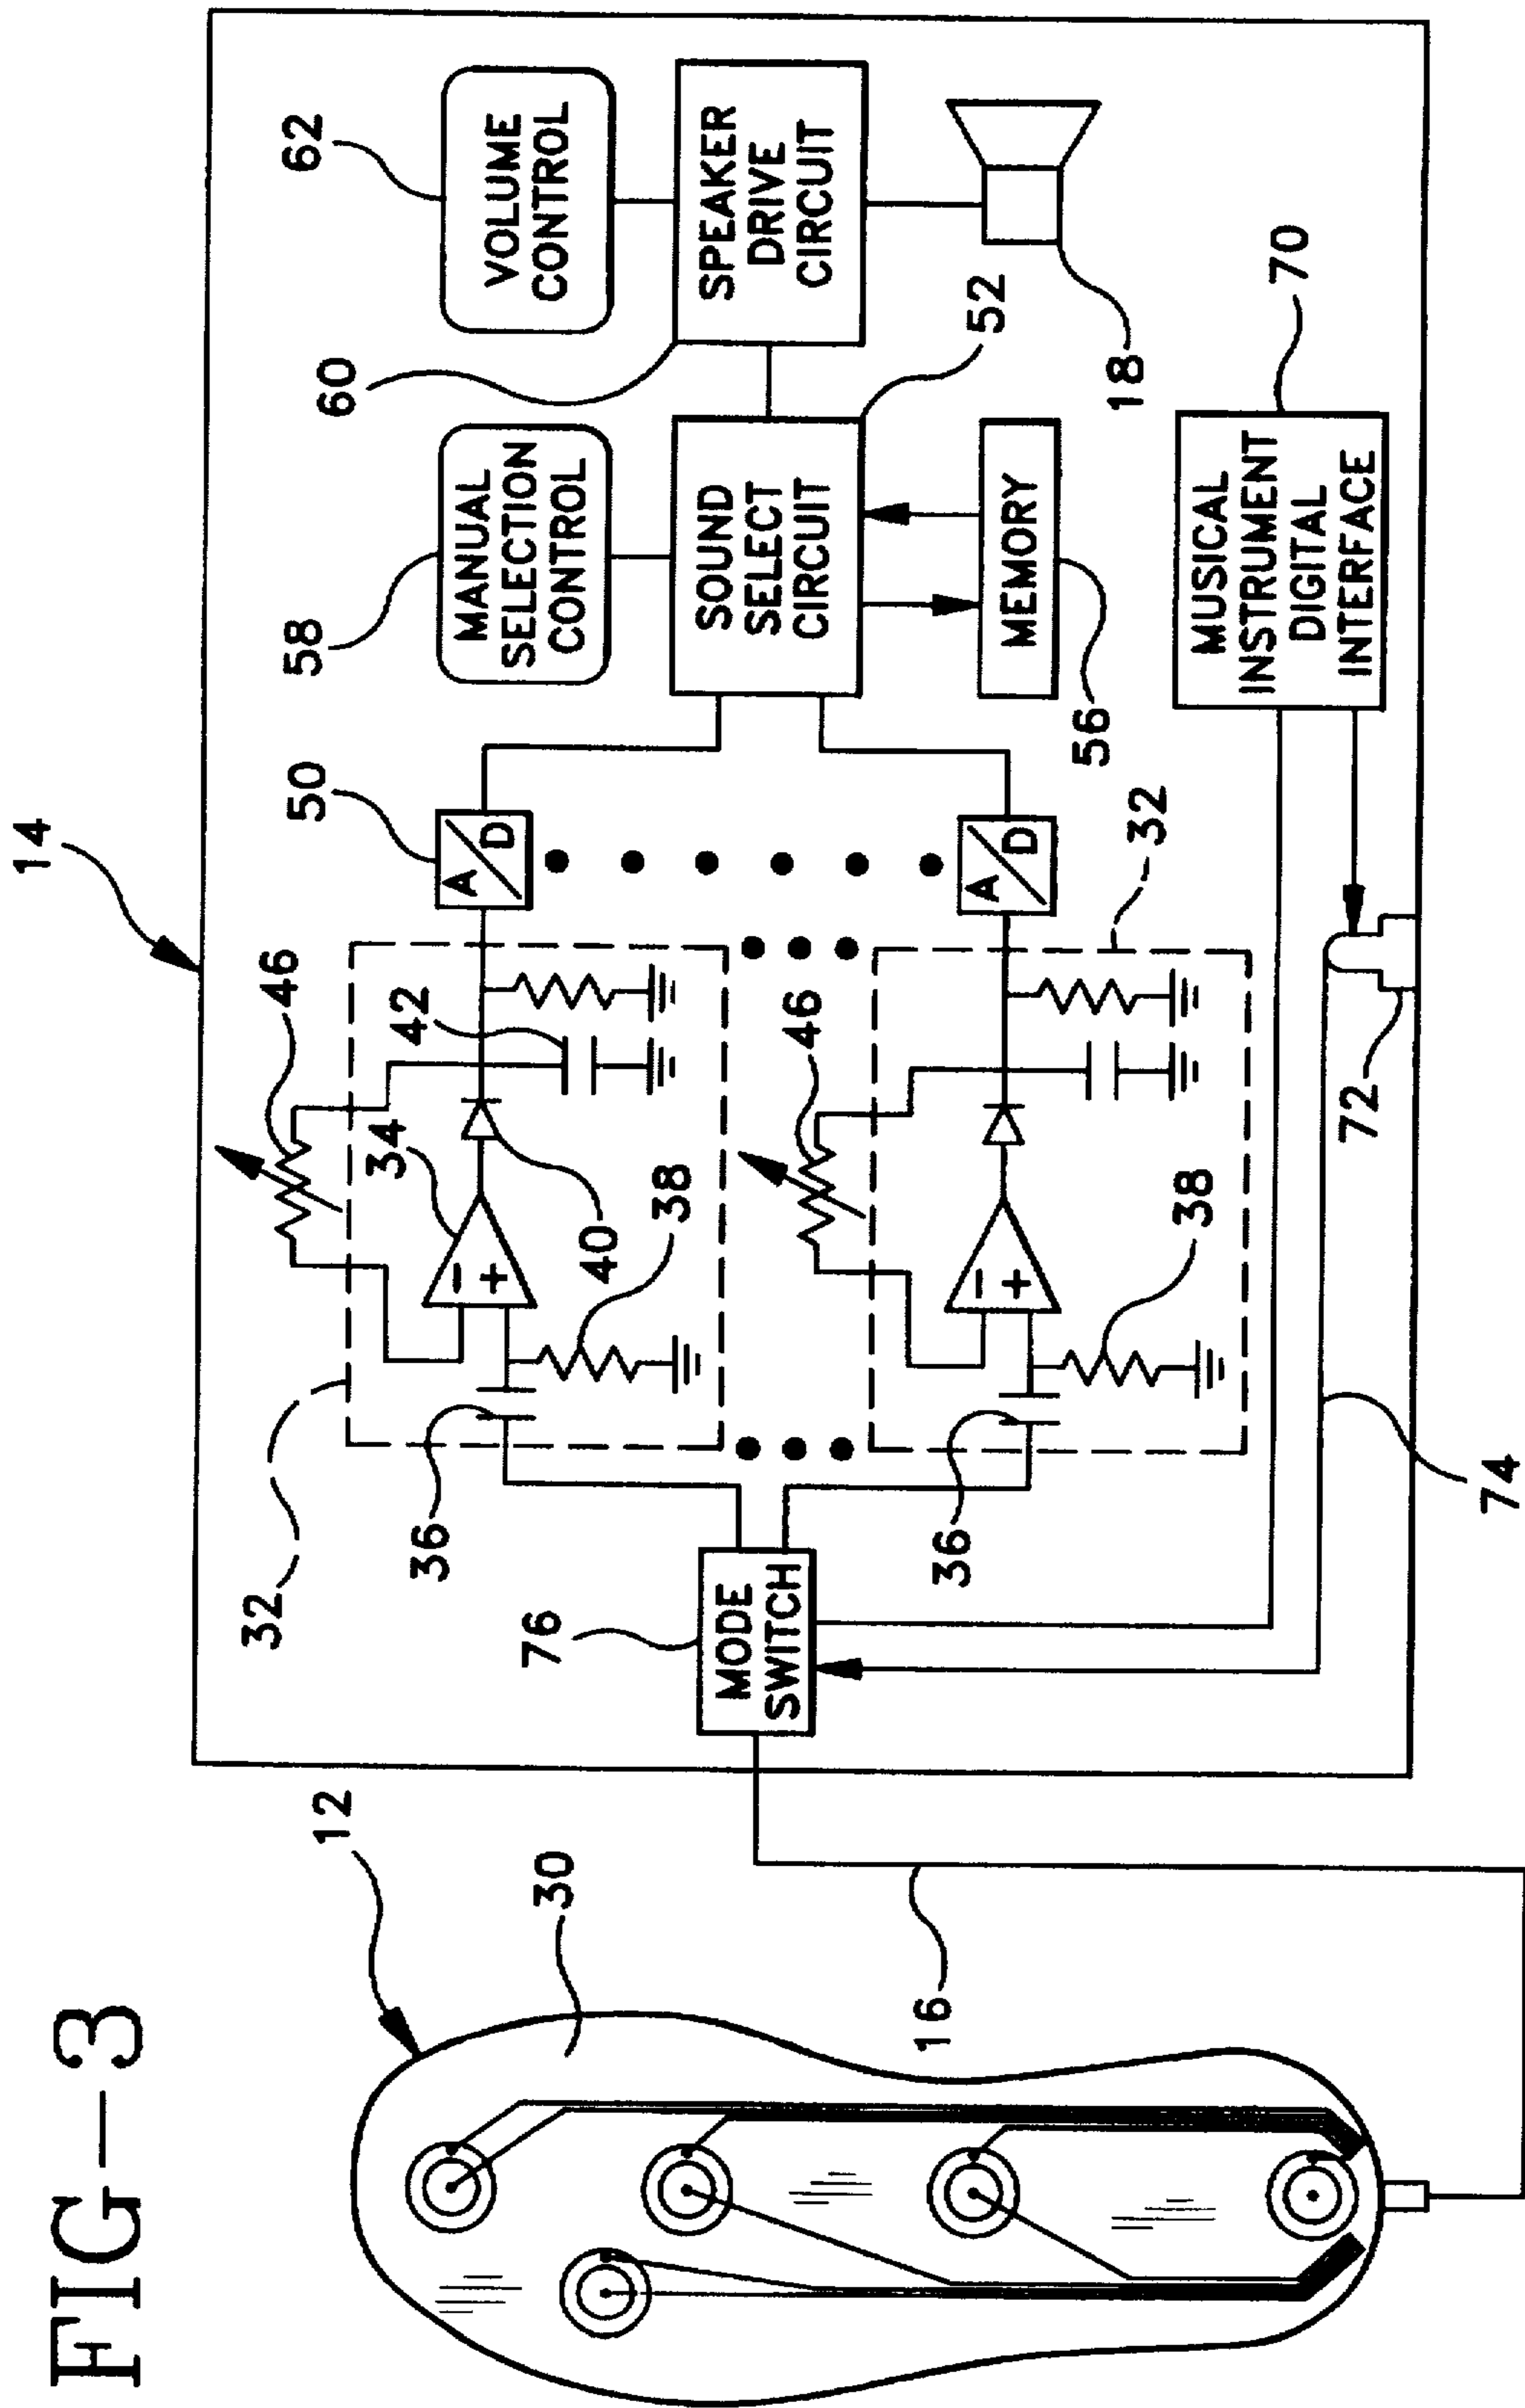 FIG-3
14
62
VOLUME
CONTROL
60
SPEAKER
DRIVE
CIRCUIT
18
58
MANUAL
SELECTION
CONTROL
SOUND
SELECT
CIRCUIT
52
MEMORY
56
50
A
D
A
D
70
MUSICAL
INSTRUMENT
DIGITAL
INTERFACE
72
74
46
42
34
-
+
40
38
36
32
46
-
+
38
36
32
76
MODE
SWITCH
12
30
16